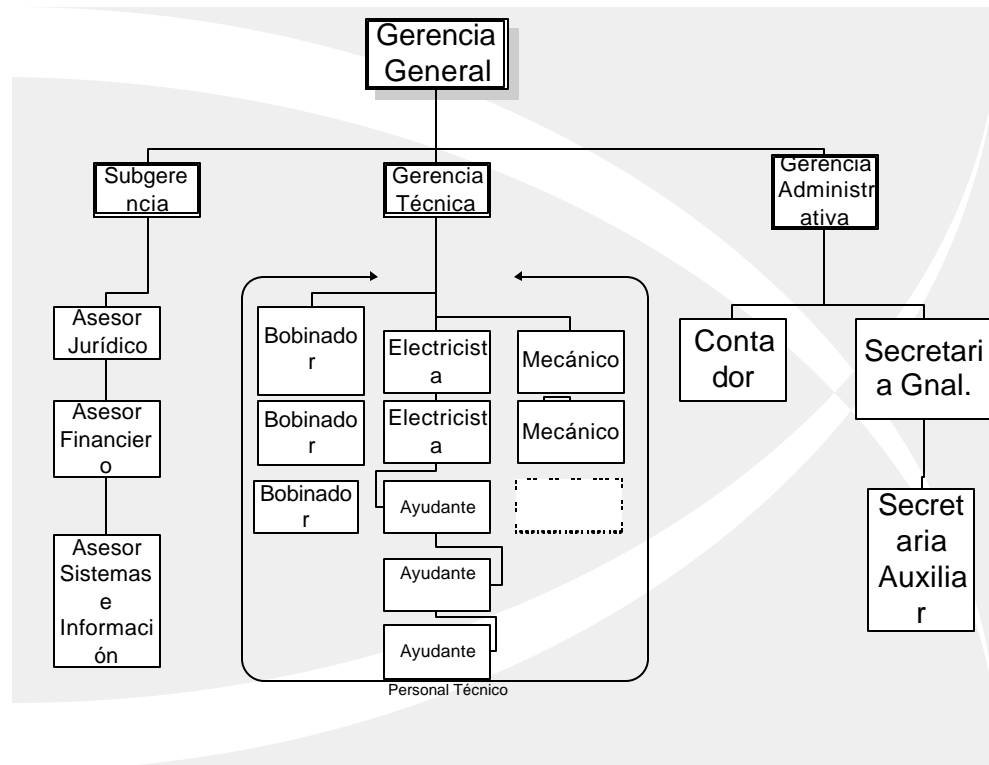 Gerencia
General
Subgere
ncia
Gerencia
Técnica
Gerencia
Administr
ativa
Asesor
Jurídico
Asesor
Financier
o
Asesor
Sistemas
e
Informaci
ón
Bobinado
r
Bobinado
r
Bobinado
r
Electricist
a
Electricist
a
Ayudante
Ayudante
Ayudante
Mecánico
Mecánico
Personal Técnico
Conta
dor
Secretari
a Gnal.
Secret
aria
Auxilia
r